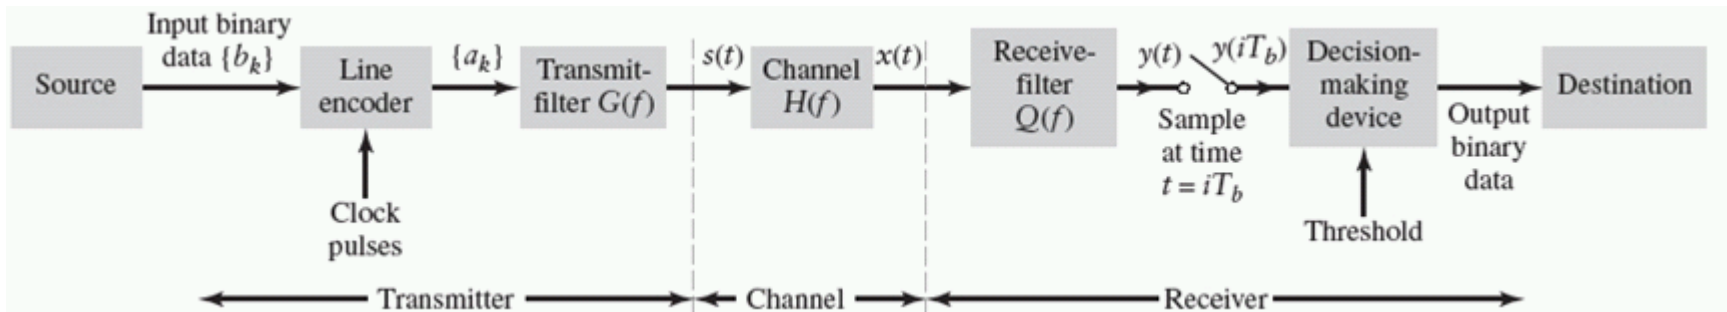 Input binary
data {b_k}
Source
Line
encoder
Clock
pulses
{a_k}
Transmit-
filter G(f)
s(t)
Channel
H(f)
x(t)
Receive-
filter
Q(f)
y(t)
y(iT_b)
Sample
at time
t = iT_b
Decision-
making
device
Threshold
Output
binary
data
Destination
Transmitter
Channel
Receiver